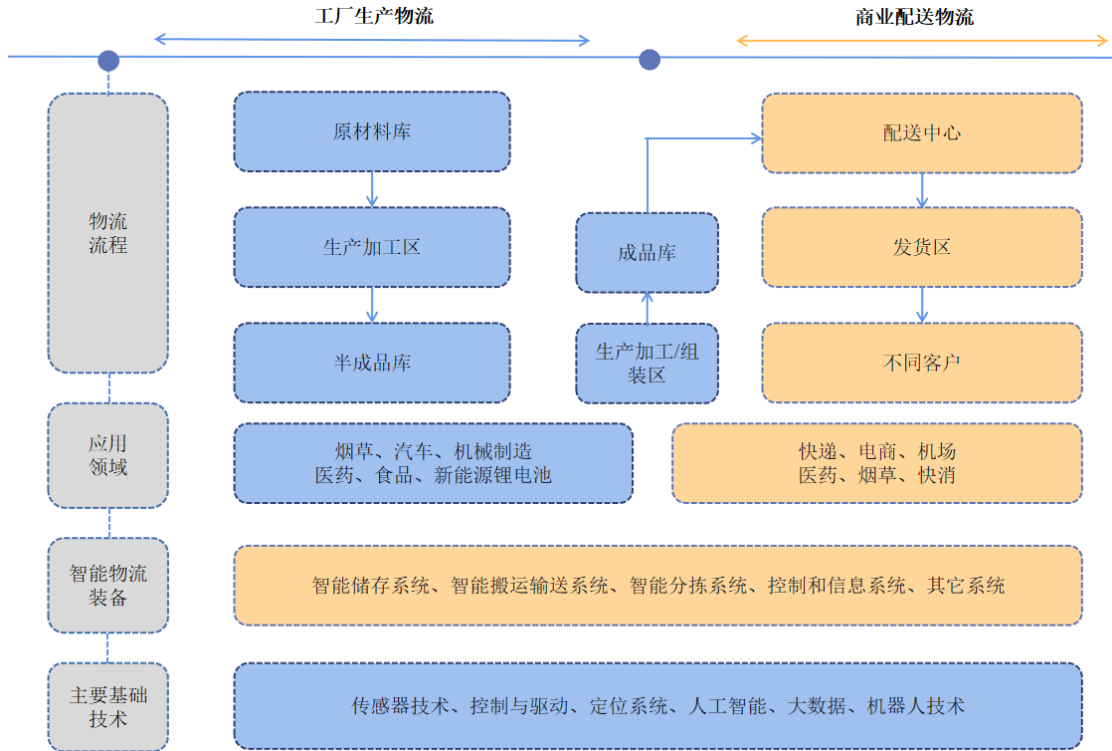 工厂生产物流
商业配送物流
物流
流程
原材料库
生产加工区
半成品库
成品库
生产加工/组
装区
配送中心
发货区
不同客户
应用
领域
烟草、汽车、机械制造
医药、食品、新能源锂电池
快递、电商、机场
医药、烟草、快消
智能物流
装备
智能储存系统、智能搬运输送系统、智能分拣系统、控制和信息系统、其它系统
主要基础
技术
传感器技术、控制与驱动、定位系统、人工智能、大数据、机器人技术